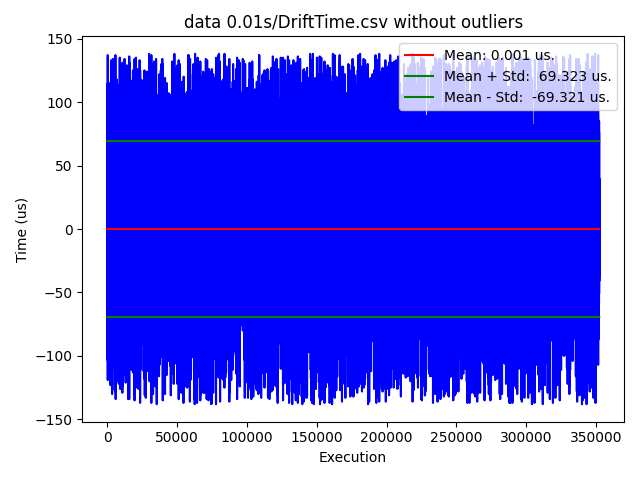 data 0.01s/DriftTime.csv without outliers
Mean: 0.001 us.
Mean + Std:  69.323 us.
Mean - Std:  -69.321 us.
150
100
50
0
−50
−100
−150
Time (us)
0 50000 100000 150000 200000 250000 300000 350000
Execution